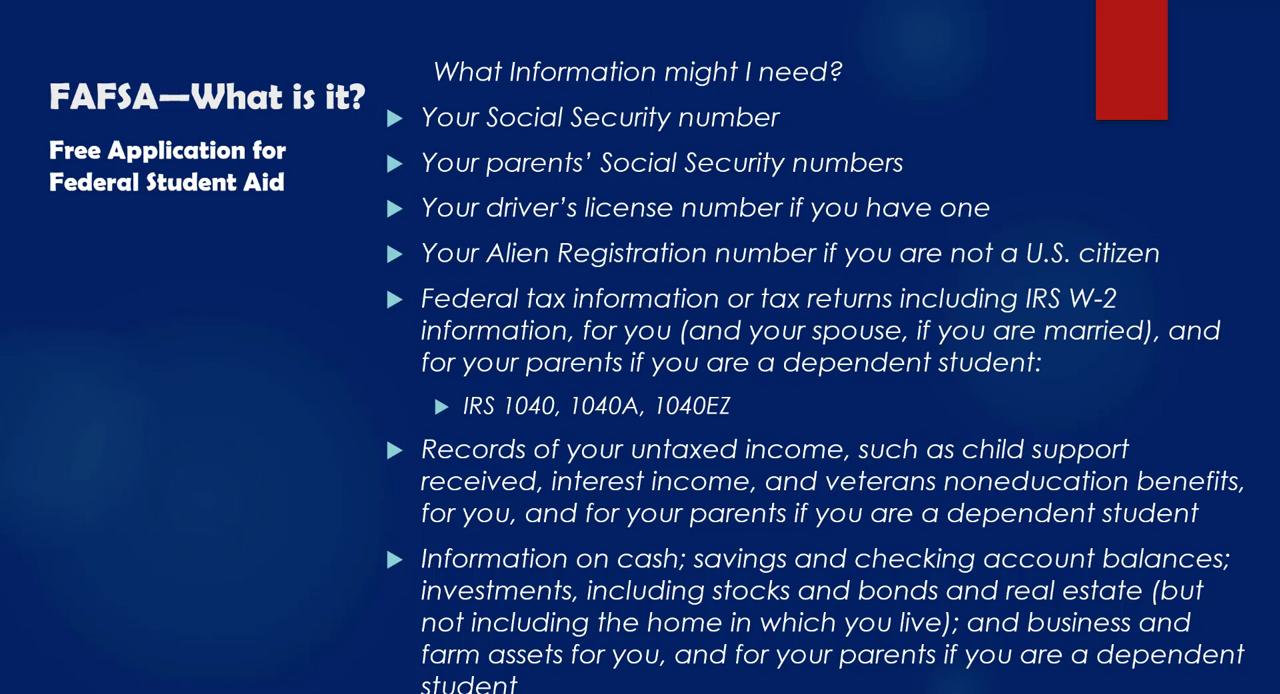 FAFSA—What is it?
Free Application for
Federal Student Aid
What Information might I need?
Your Social Security number
Your parents’ Social Security numbers
Your driver’s license number if you have one
Your Alien Registration number if you are not a U.S. citizen
Federal tax information or tax returns including IRS W-2
information, for you (and your spouse, if you are married), and
for your parents if you are a dependent student:
IRS 1040, 1040A, 1040EZ
Records of your untaxed income, such as child support
received, interest income, and veterans noneducation benefits,
for you, and for your parents if you are a dependent student
Information on cash; savings and checking account balances;
investments, including stocks and bonds and real estate (but
not including the home in which you live); and business and
farm assets for you, and for your parents if you are a dependent
student